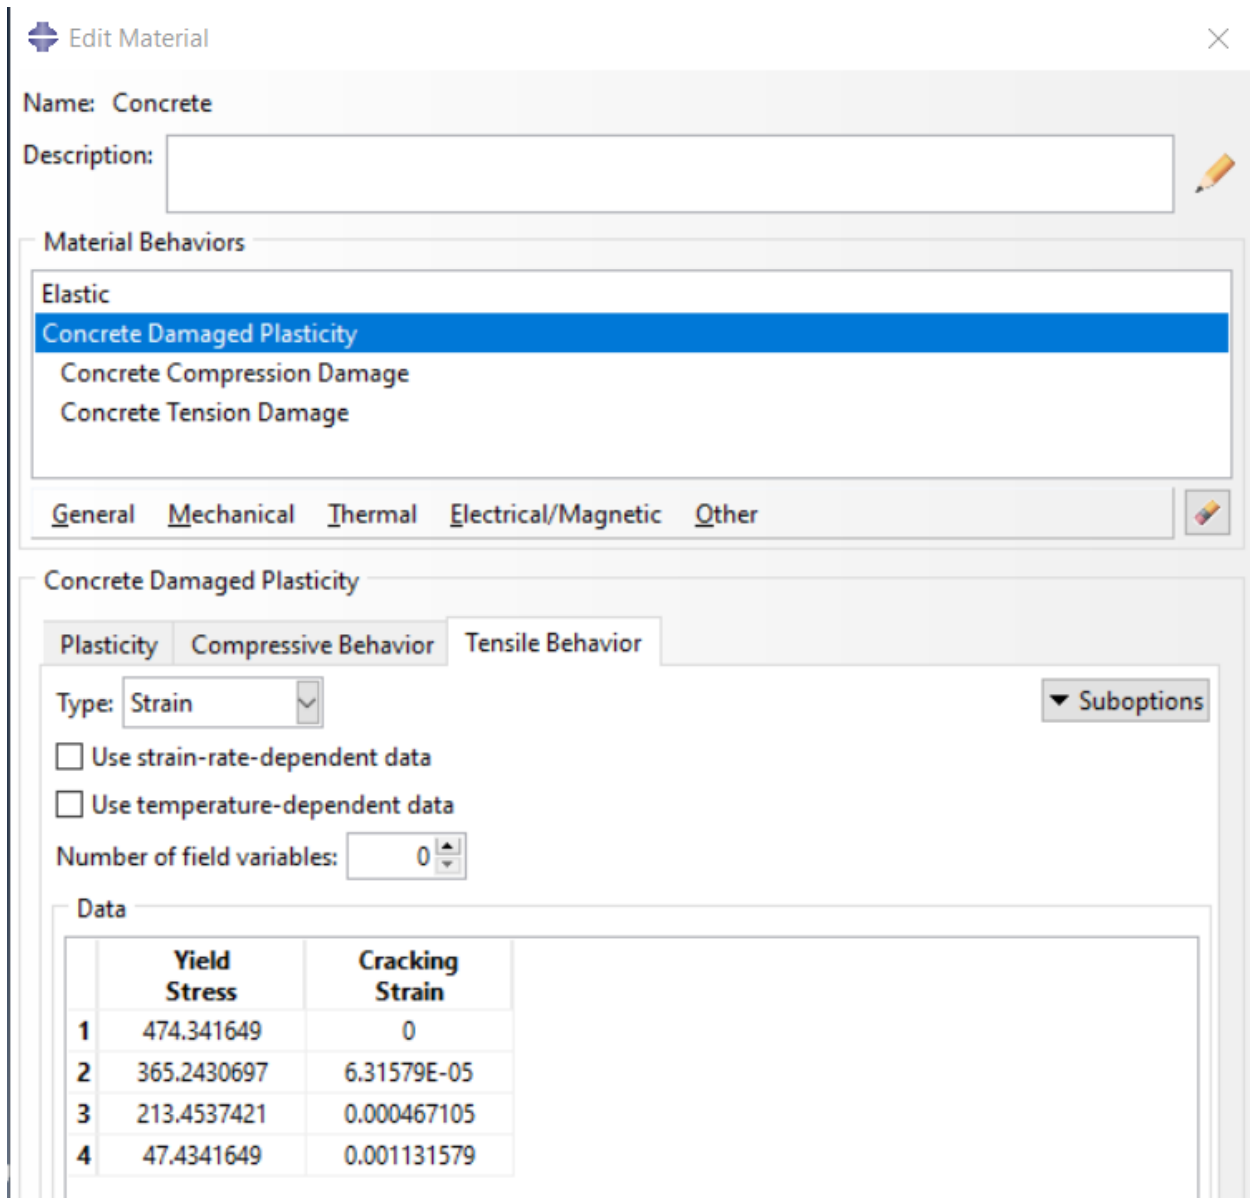 Edit Material
Name: Concrete
Description:
Material Behaviors
Elastic
Concrete Damaged Plasticity
Concrete Compression Damage
Concrete Tension Damage
General Mechanical Thermal Electrical/Magnetic Other
Concrete Damaged Plasticity
Plasticity Compressive Behavior Tensile Behavior
Type: Strain Suboptions
Use strain-rate-dependent data
Use temperature-dependent data
Number of field variables: 0
Data
Yield Cracking
Stress Strain
1 474.341649 0
2 365.2430697 6.31579E-05
3 213.4537421 0.000467105
4 47.4341649 0.001131579